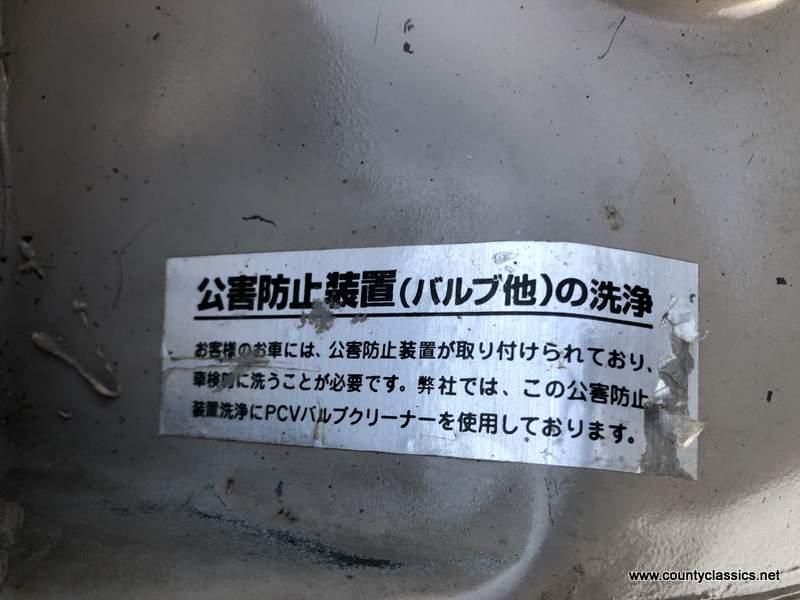 公害防止装置(バルブ他)の洗浄
お客様のお車には、公害防止装置が取り付けられており、
車検時に洗うことが必要です。弊社では、この公害防止
装置洗浄にPCVバルブクリーナーを使用しております。
www.countyclassics.net